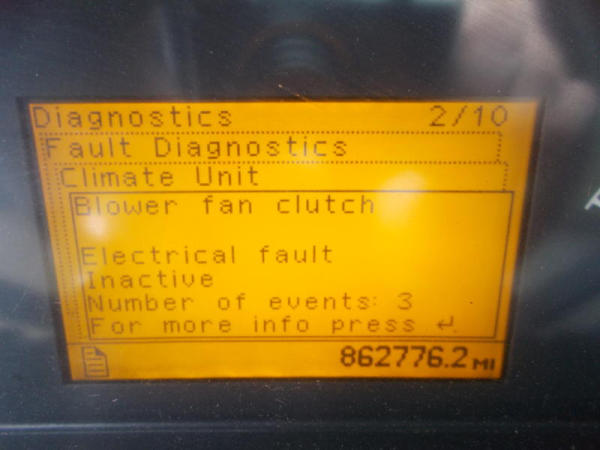 Diagnostics 2/10
Fault Diagnostics
Climate Unit
Blower fan clutch
Electrical fault
Inactive
Number of events: 3
For more info press ↵
862776.2 MI